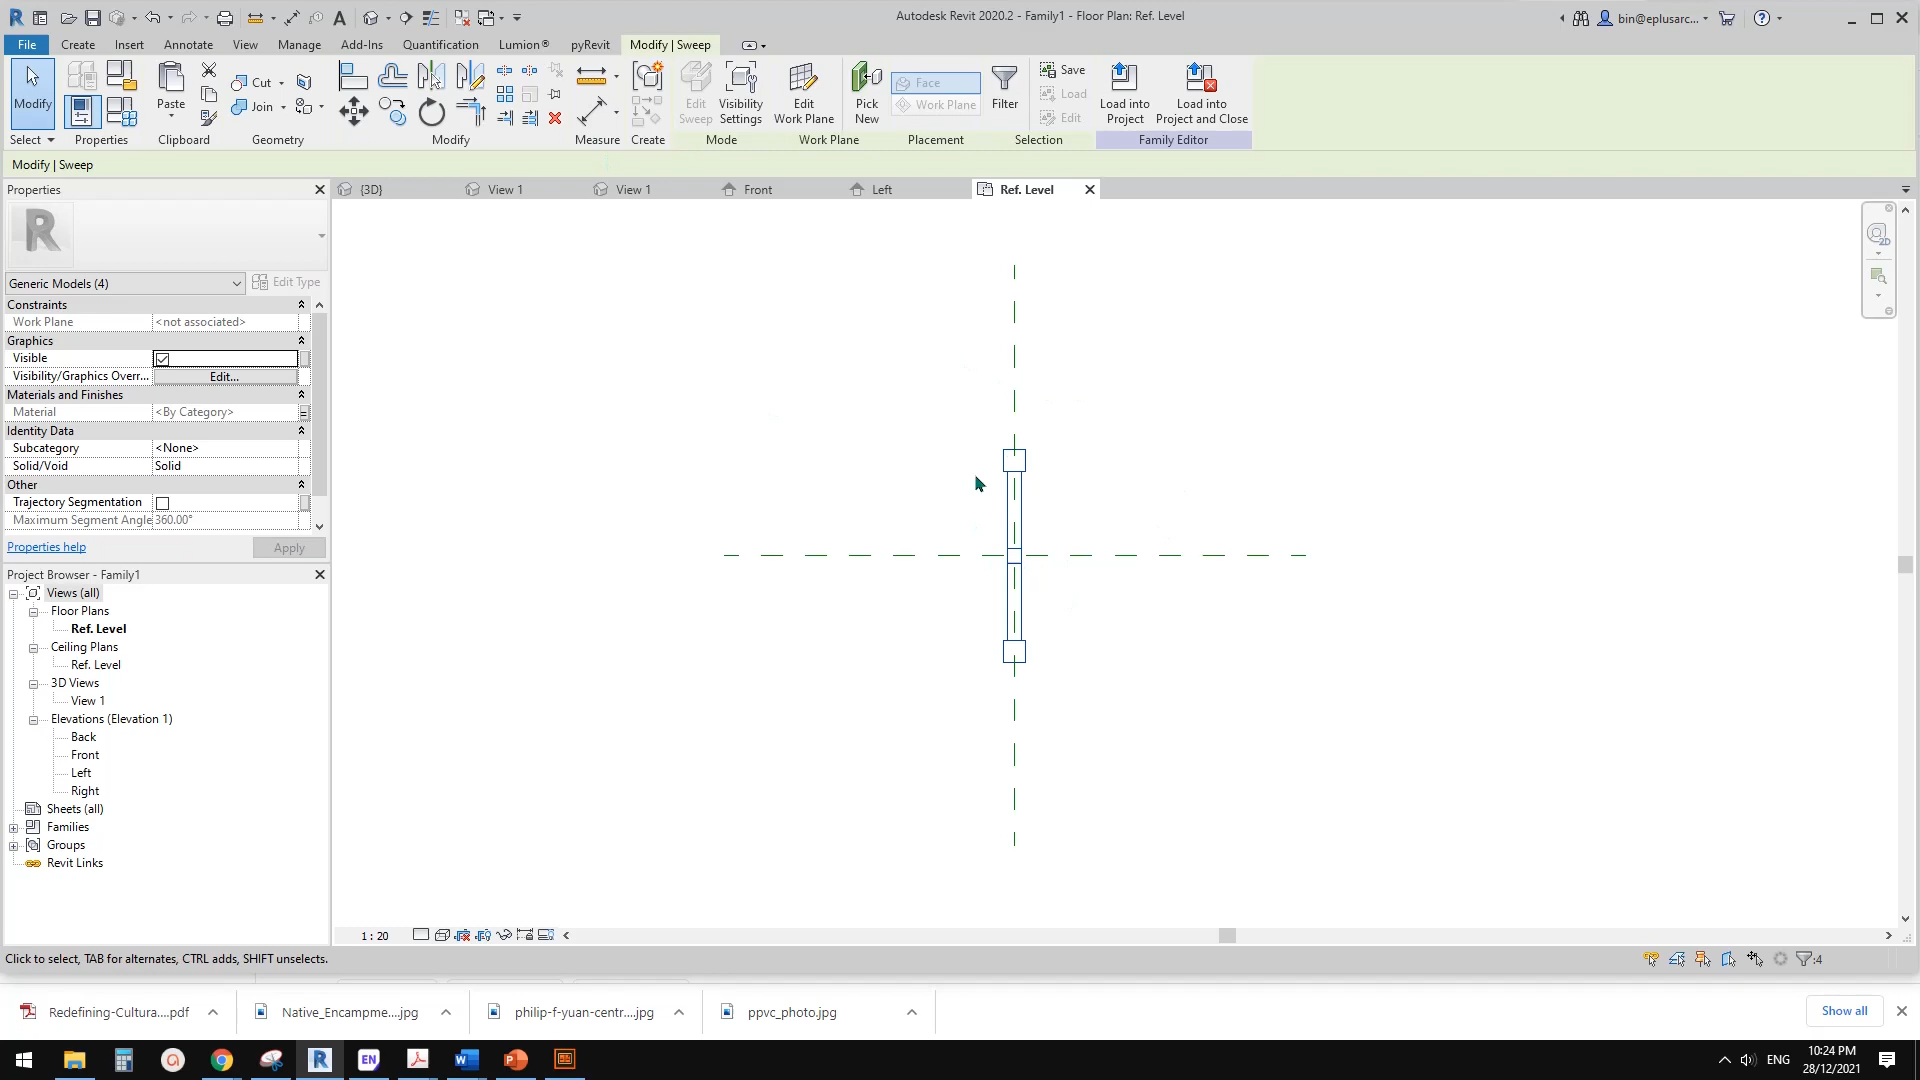 Autodesk Revit 2020.2 - Family1 - Floor Plan: Ref. Level
bin@eplusarc...
File Create Insert Annotate View Manage Add-Ins Quantification Lumion® pyRevit Modify | Sweep
Modify
Paste
Cut
Join
Edit Sweep
Visibility Settings
Edit Work Plane
Pick New
Face
Work Plane
Filter
Save
Load
Edit
Load into Project
Load into Project and Close
Select Properties Clipboard Geometry Modify Measure Create Mode Work Plane Placement Selection Family Editor
Modify | Sweep
Properties
{3D} View 1 View 1 Front Left Ref. Level
R
Generic Models (4)
Edit Type
Constraints
Work Plane <not associated>
Graphics
Visible
Visibility/Graphics Overr... Edit...
Materials and Finishes
Material <By Category>
Identity Data
Subcategory <None>
Solid/Void Solid
Other
Trajectory Segmentation
Maximum Segment Angle 360.00°
Properties help
Apply
Project Browser - Family1
Views (all)
Floor Plans
Ref. Level
Ceiling Plans
Ref. Level
3D Views
View 1
Elevations (Elevation 1)
Back
Front
Left
Right
Sheets (all)
Families
Groups
Revit Links
2D
1 : 20
Click to select, TAB for alternates, CTRL adds, SHIFT unselects.
:4
Redefining-Cultura....pdf
Native_Encampme....jpg
philip-f-yuan-centr....jpg
ppvc_photo.jpg
Show all
EN
ENG
10:24 PM
28/12/2021